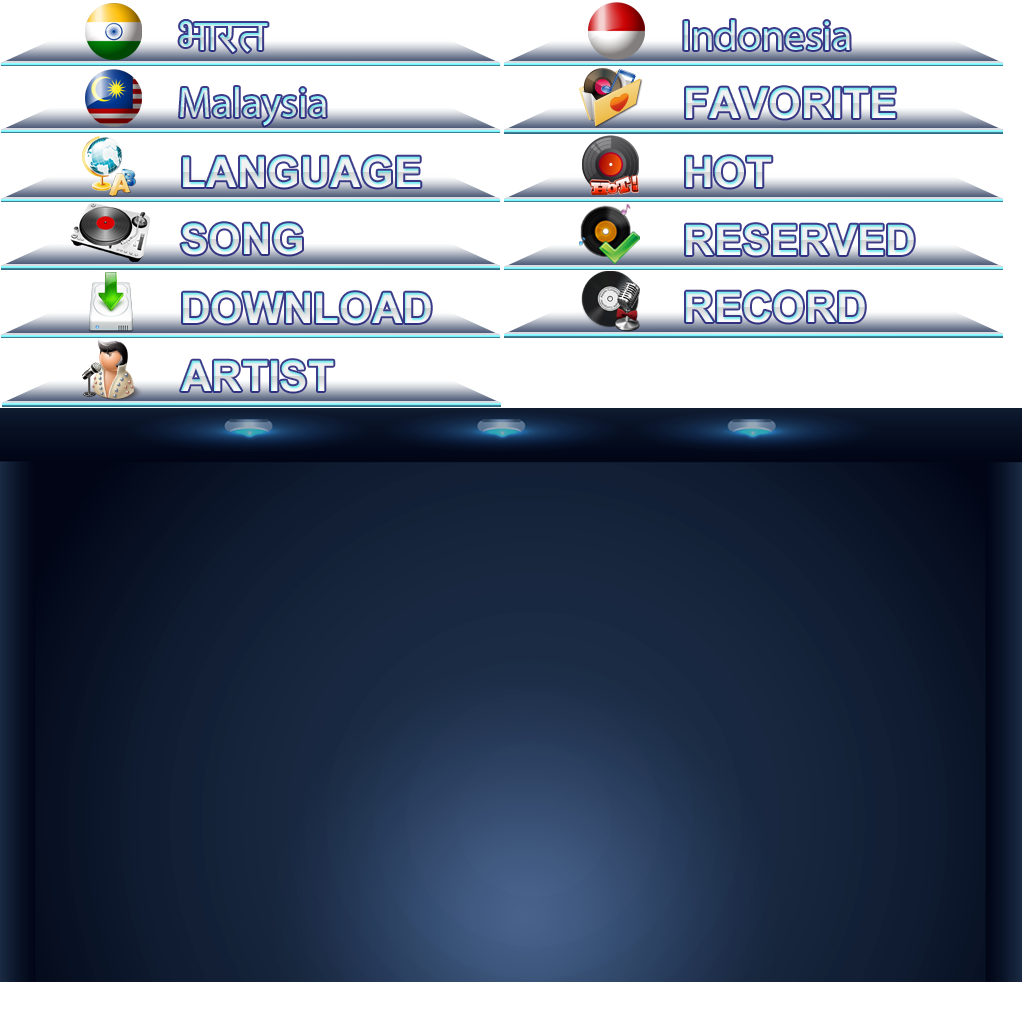 भारत
Indonesia
Malaysia
FAVORITE
LANGUAGE
HOT
SONG
RESERVED
DOWNLOAD
RECORD
ARTIST